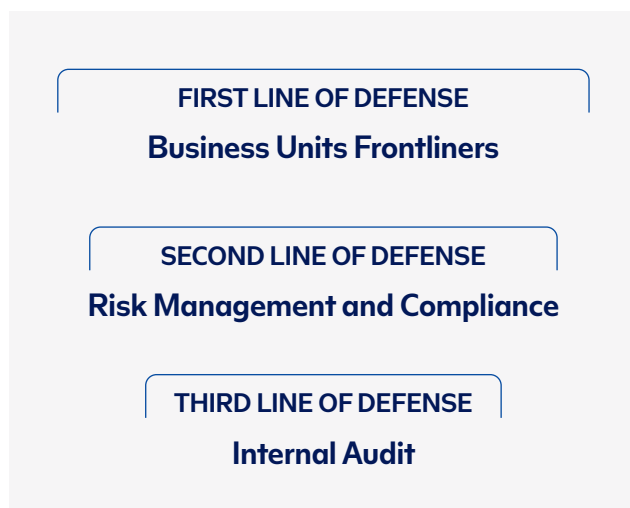 FIRST LINE OF DEFENSE
Business Units Frontliners
SECOND LINE OF DEFENSE
Risk Management and Compliance
THIRD LINE OF DEFENSE
Internal Audit